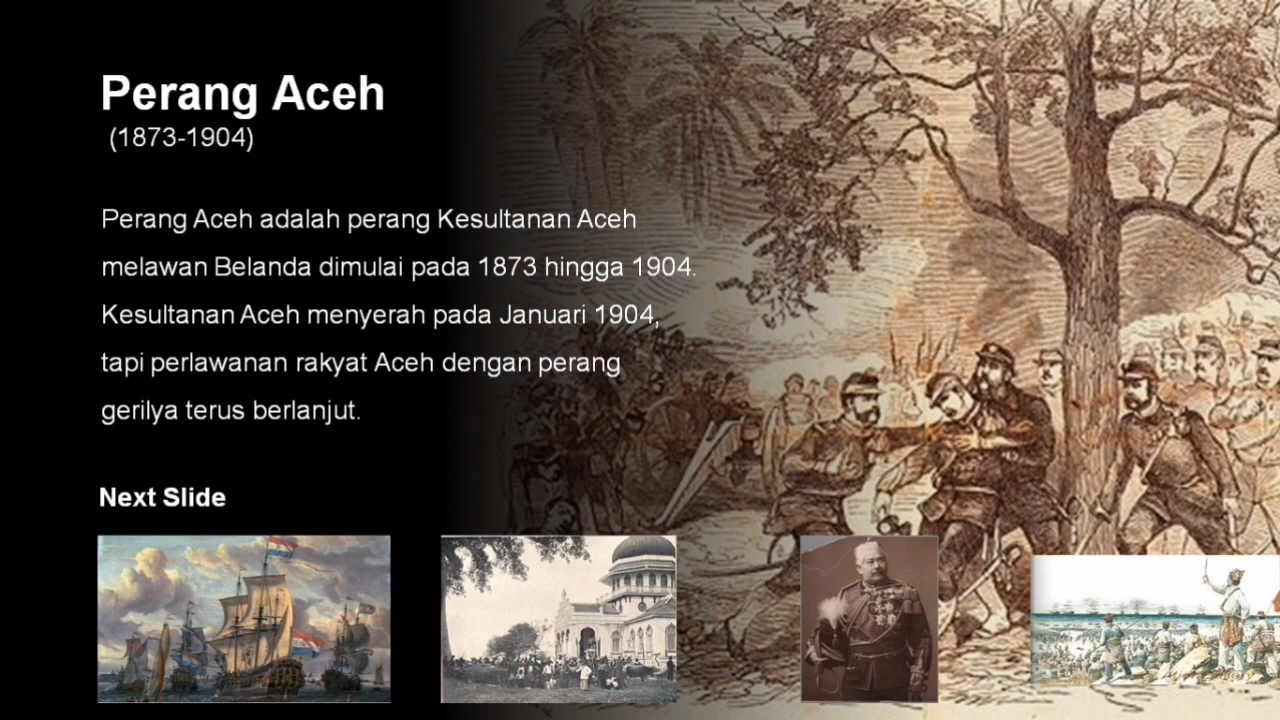 Perang Aceh
(1873-1904)
Perang Aceh adalah perang Kesultanan Aceh
melawan Belanda dimulai pada 1873 hingga 1904.
Kesultanan Aceh menyerah pada Januari 1904,
tapi perlawanan rakyat Aceh dengan perang
gerilya terus berlanjut.
Next Slide